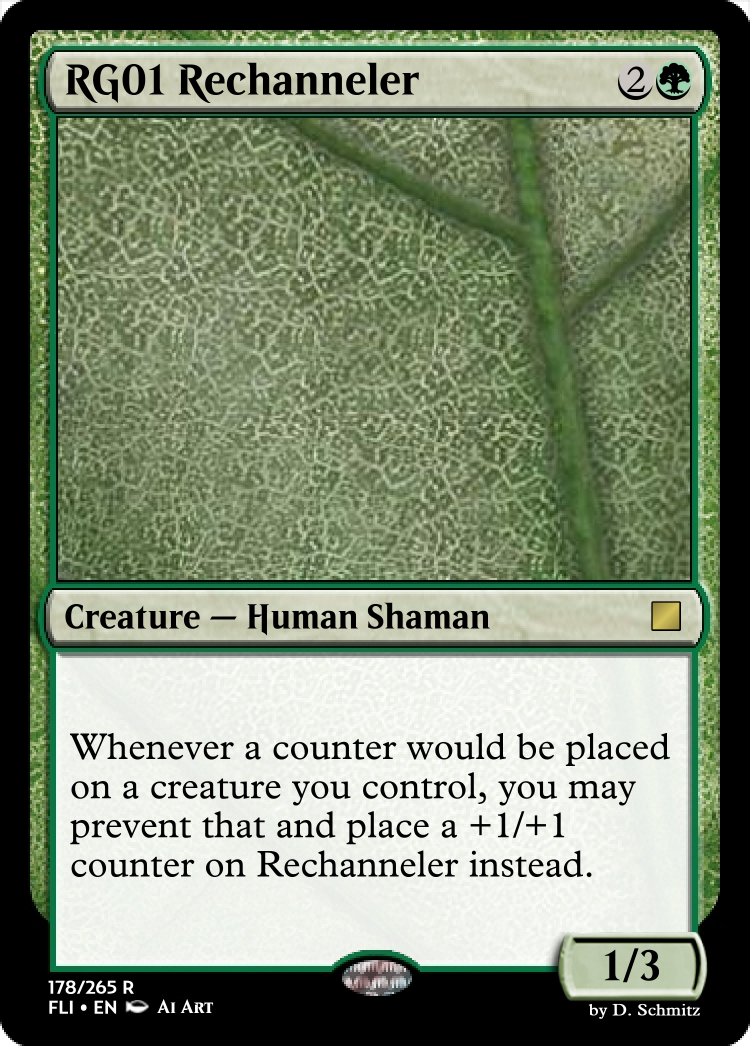 RG01 Rechanneler 2
Creature — Human Shaman
Whenever a counter would be placed
on a creature you control, you may
prevent that and place a +1/+1
counter on Rechanneler instead.
1/3
178/265 R
FLI • EN AI ART
by D. Schmitz